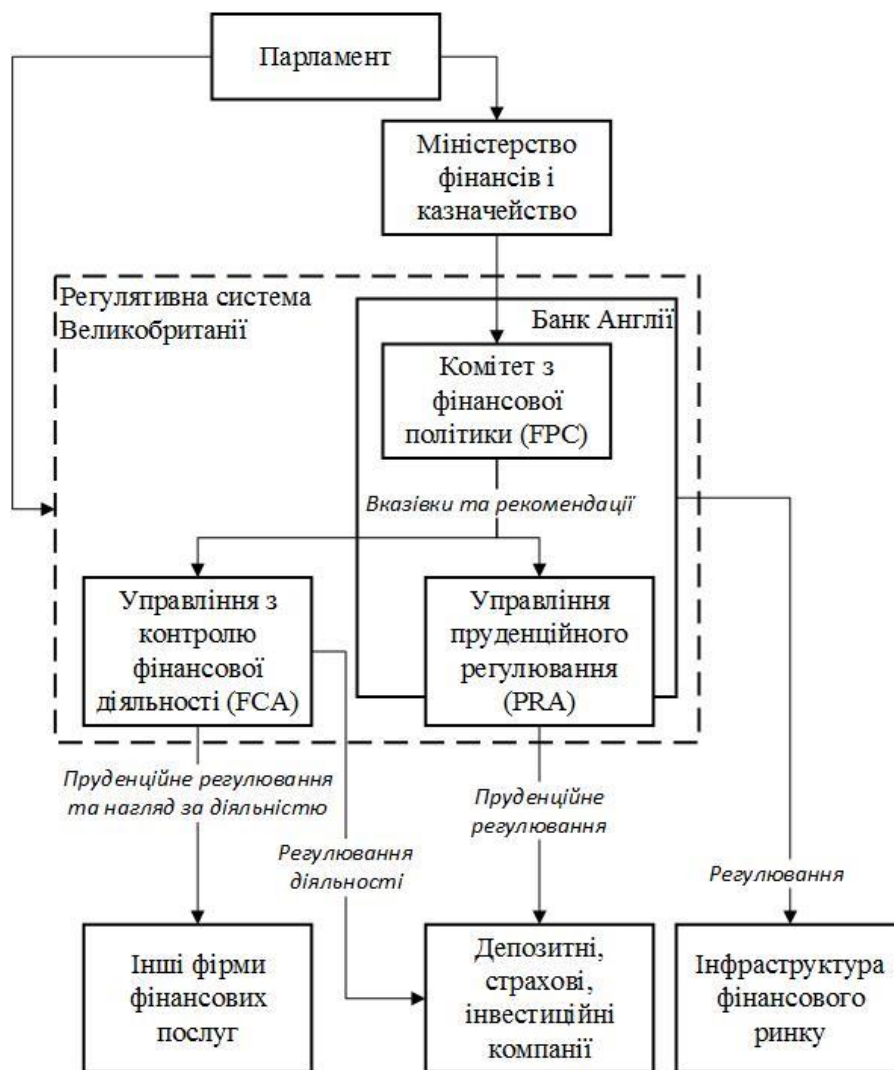 Парламент
Міністерство
фінансів і
казначейство
Регулятивна система
Великобританії
Банк Англії
Комітет з
фінансової
політики (FPC)
Вказівки та рекомендації
Управління з
контролю
фінансової
діяльності (FCA)
Управління
пруденційного
регулювання
(PRA)
Пруденційне регулювання
та нагляд за діяльністю
Пруденційне
регулювання
Регулювання
діяльності
Регулювання
Інші фірми
фінансових
послуг
Депозитні,
страхові,
інвестиційні
компанії
Інфраструктура
фінансового
ринку